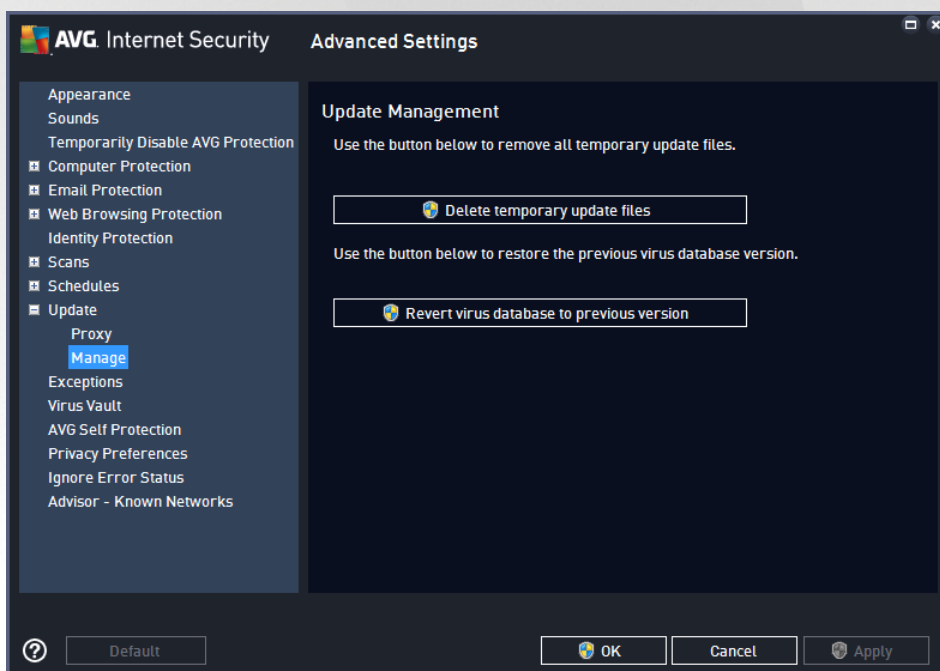 AVG. Internet Security
Advanced Settings
Appearance
Sounds
Temporarily Disable AVG Protection
Computer Protection
Email Protection
Web Browsing Protection
Identity Protection
Scans
Schedules
Update
Proxy
Manage
Exceptions
Virus Vault
AVG Self Protection
Privacy Preferences
Ignore Error Status
Advisor - Known Networks
Update Management
Use the button below to remove all temporary update files.
Delete temporary update files
Use the button below to restore the previous virus database version.
Revert virus database to previous version
?
Default
OK
Cancel
Apply